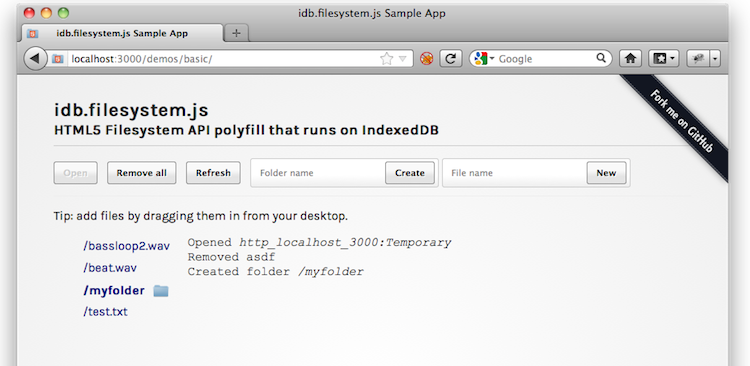 idb.filesystem.js Sample App
idb.filesystem.js Sample App
localhost:3000/demos/basic/
Google
Fork me on GitHub
idb.filesystem.js
HTML5 Filesystem API polyfill that runs on IndexedDB
Open Remove all Refresh Folder name Create File name New
Tip: add files by dragging them in from your desktop.
/bassloop2.wav
/beat.wav
/myfolder
/test.txt
Opened http_localhost_3000:Temporary
Removed asdf
Created folder /myfolder